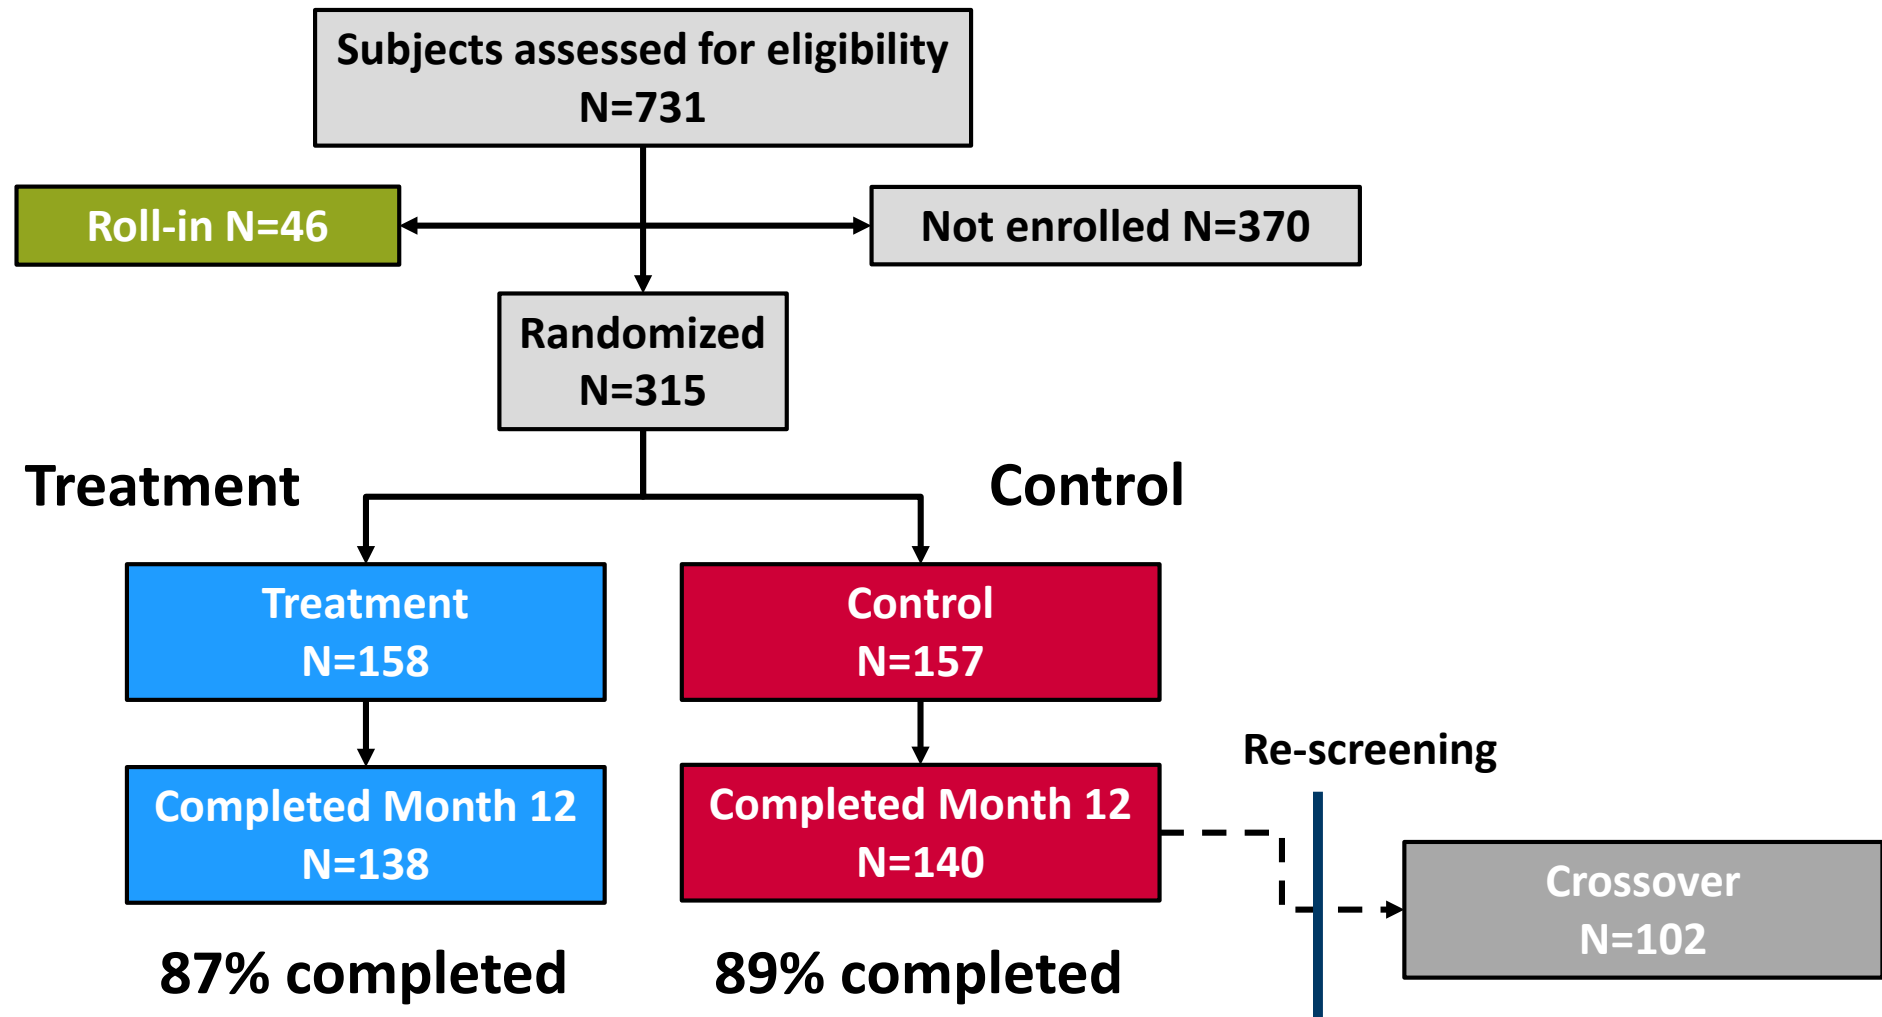 Subjects assessed for eligibility
N=731
Roll-in N=46
Not enrolled N=370
Randomized
N=315
Treatment
Control
Treatment
N=158
Control
N=157
Completed Month 12
N=138
Completed Month 12
N=140
Re-screening
Crossover
N=102
87% completed
89% completed